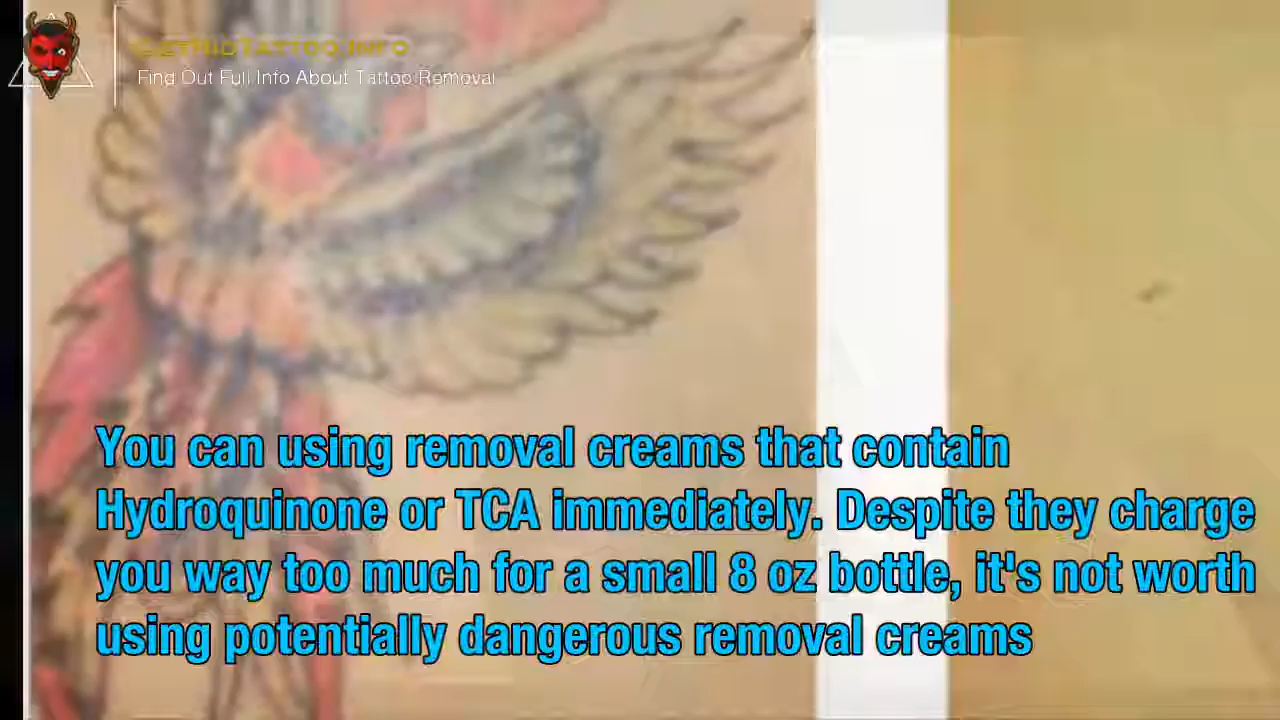 GetRidTattoo.Info
Find Out Full Info About Tattoo Removal
You can using removal creams that contain
Hydroquinone or TCA immediately. Despite they charge
you way too much for a small 8 oz bottle, it's not worth
using potentially dangerous removal creams